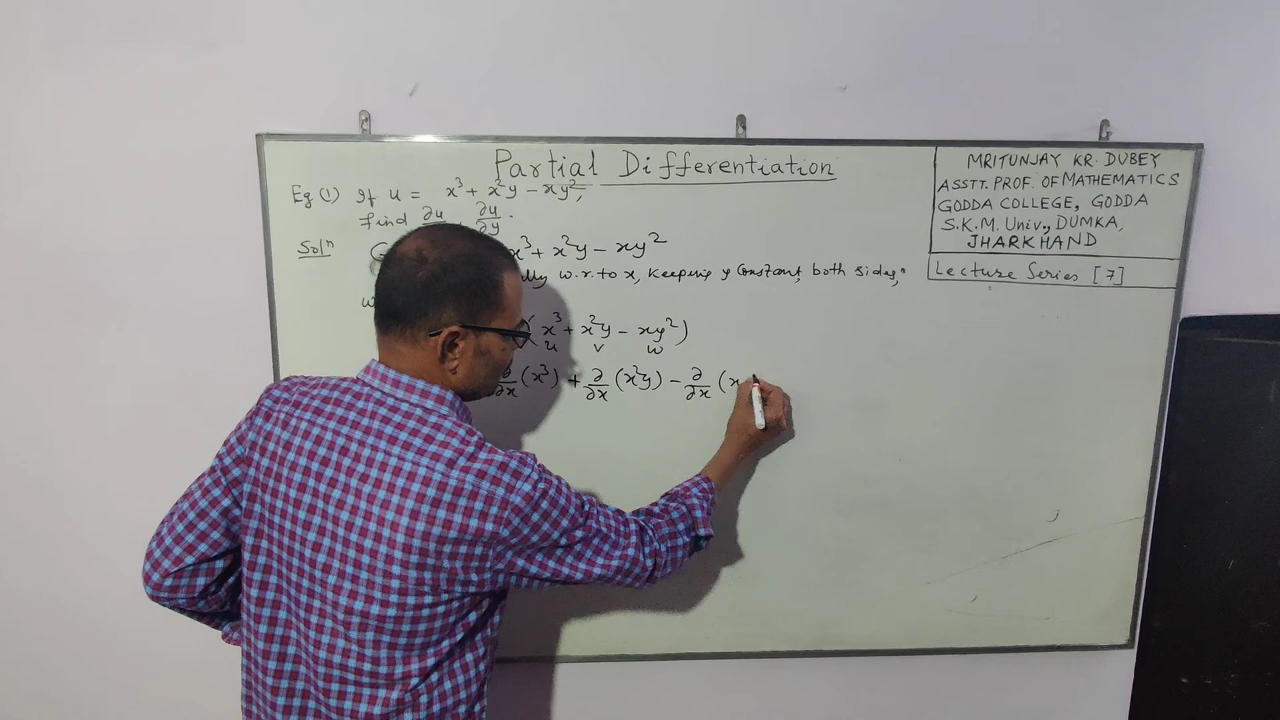 Partial Differentiation
Eg (1) If u = x³ + x²y − xy²,
Find ∂u/∂x, ∂u/∂y.
Solⁿ
x³ + x²y − xy²
w.r.to x, keeping y constant, both sides,
(x³ + x²y − xy²)
u v w
∂/∂x (x³) + ∂/∂x (x²y) − ∂/∂x (x
MRITUNJAY KR. DUBEY
ASSTT. PROF. OF MATHEMATICS
GODDA COLLEGE, GODDA
S.K.M. Univ., DUMKA,
JHARKHAND
Lecture Series [7]